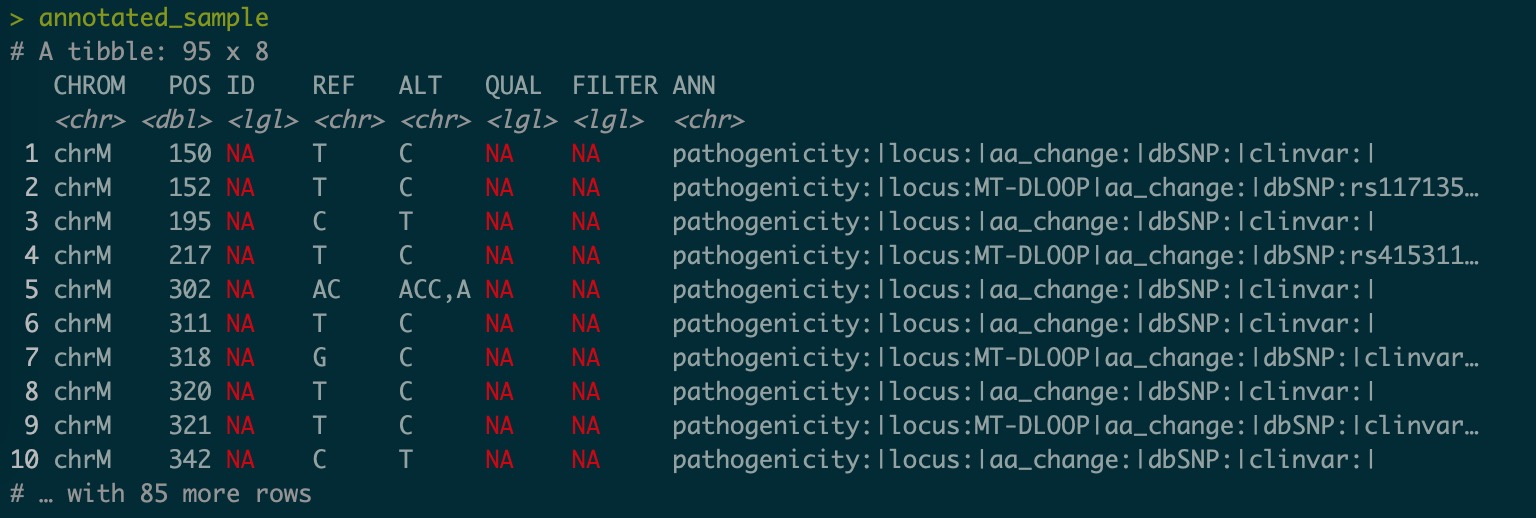 > annotated_sample
# A tibble: 95 x 8
   CHROM   POS ID    REF   ALT   QUAL  FILTER ANN
   <chr> <dbl> <lgl> <chr> <chr> <lgl> <lgl>  <chr>
 1 chrM    150 NA    T     C     NA    NA     pathogenicity:|locus:|aa_change:|dbSNP:|clinvar:|
 2 chrM    152 NA    T     C     NA    NA     pathogenicity:|locus:MT-DLOOP|aa_change:|dbSNP:rs117135…
 3 chrM    195 NA    C     T     NA    NA     pathogenicity:|locus:|aa_change:|dbSNP:|clinvar:|
 4 chrM    217 NA    T     C     NA    NA     pathogenicity:|locus:MT-DLOOP|aa_change:|dbSNP:rs415311…
 5 chrM    302 NA    AC    ACC,A NA    NA     pathogenicity:|locus:|aa_change:|dbSNP:|clinvar:|
 6 chrM    311 NA    T     C     NA    NA     pathogenicity:|locus:|aa_change:|dbSNP:|clinvar:|
 7 chrM    318 NA    G     C     NA    NA     pathogenicity:|locus:MT-DLOOP|aa_change:|dbSNP:|clinvar…
 8 chrM    320 NA    T     C     NA    NA     pathogenicity:|locus:|aa_change:|dbSNP:|clinvar:|
 9 chrM    321 NA    T     C     NA    NA     pathogenicity:|locus:MT-DLOOP|aa_change:|dbSNP:|clinvar…
10 chrM    342 NA    C     T     NA    NA     pathogenicity:|locus:|aa_change:|dbSNP:|clinvar:|
# … with 85 more rows